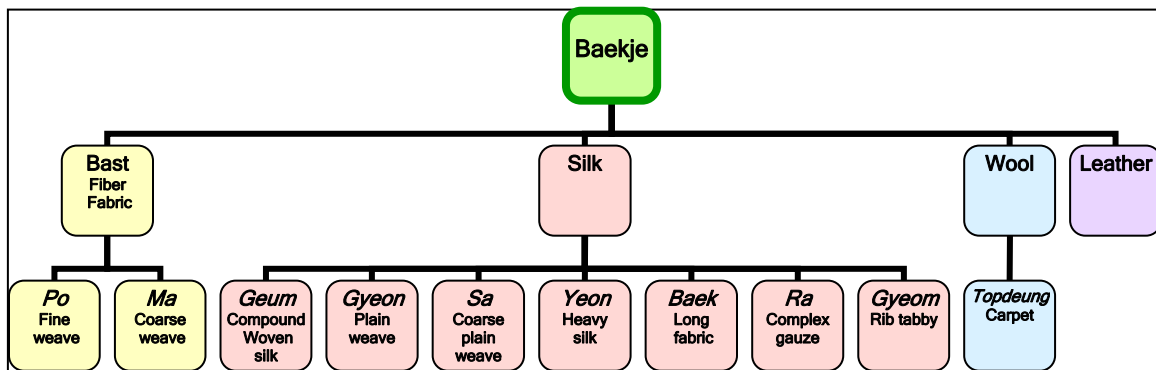 Baekje
Bast
Fiber
Fabric
Silk
Wool
Leather
Po
Fine
weave
Ma
Coarse
weave
Geum
Compound
Woven
silk
Gyeon
Plain
weave
Sa
Coarse
plain
weave
Yeon
Heavy
silk
Baek
Long
fabric
Ra
Complex
gauze
Gyeom
Rib tabby
Topdeung
Carpet